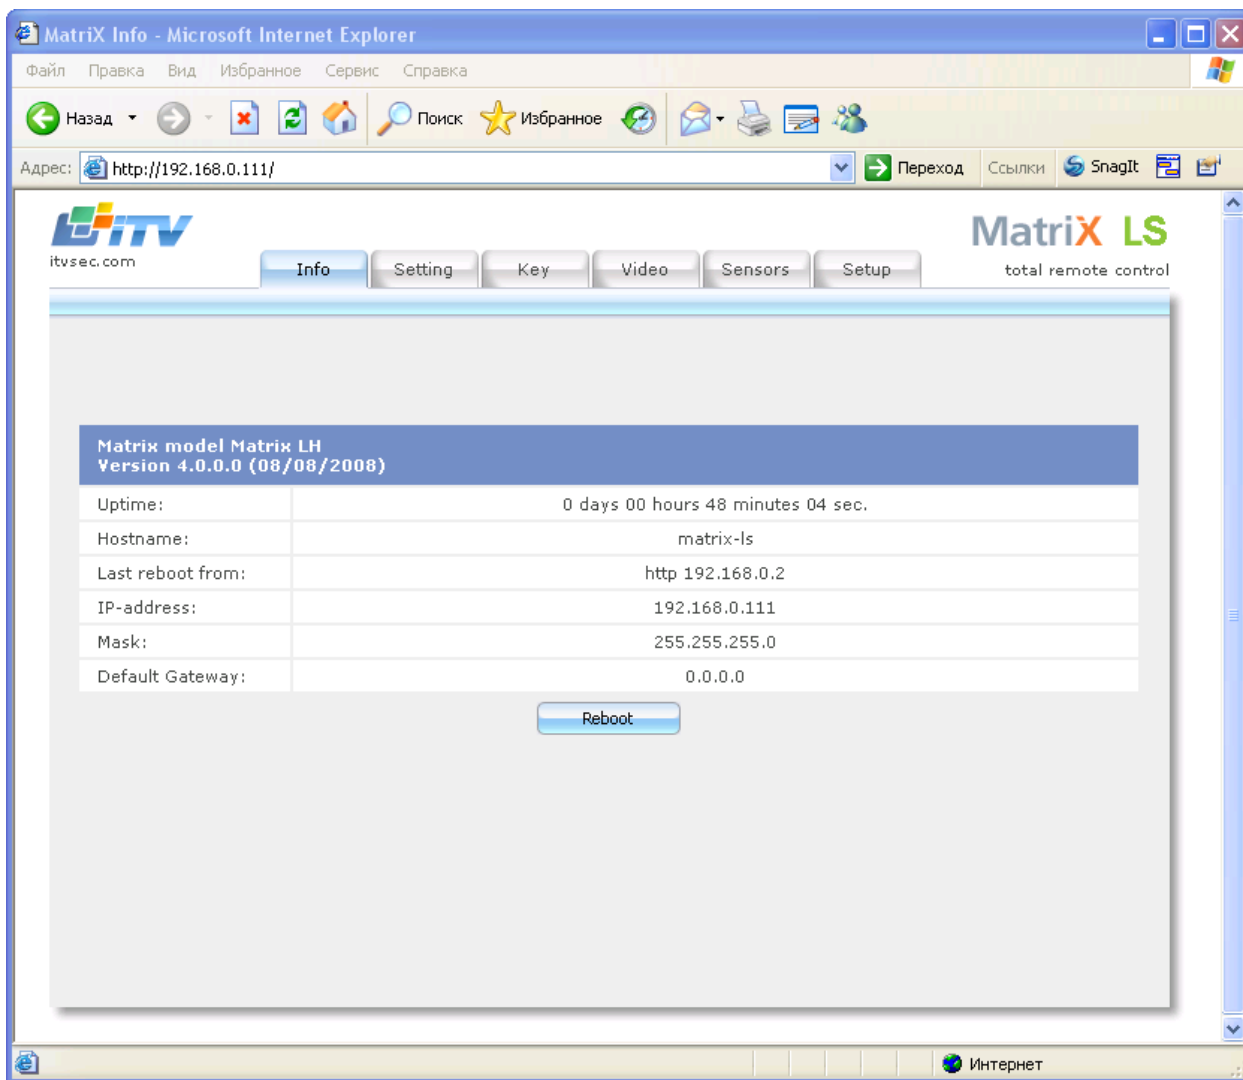 MatriX Info - Microsoft Internet Explorer
Файл Правка Вид Избранное Сервис Справка
Назад Поиск Избранное
Адрес: http://192.168.0.111/ Переход Ссылки SnagIt
iTV MatriX LS
itvsec.com Info Setting Key Video Sensors Setup total remote control
Matrix model Matrix LH
Version 4.0.0.0 (08/08/2008)
Uptime: 0 days 00 hours 48 minutes 04 sec.
Hostname: matrix-ls
Last reboot from: http 192.168.0.2
IP-address: 192.168.0.111
Mask: 255.255.255.0
Default Gateway: 0.0.0.0
Reboot
Интернет